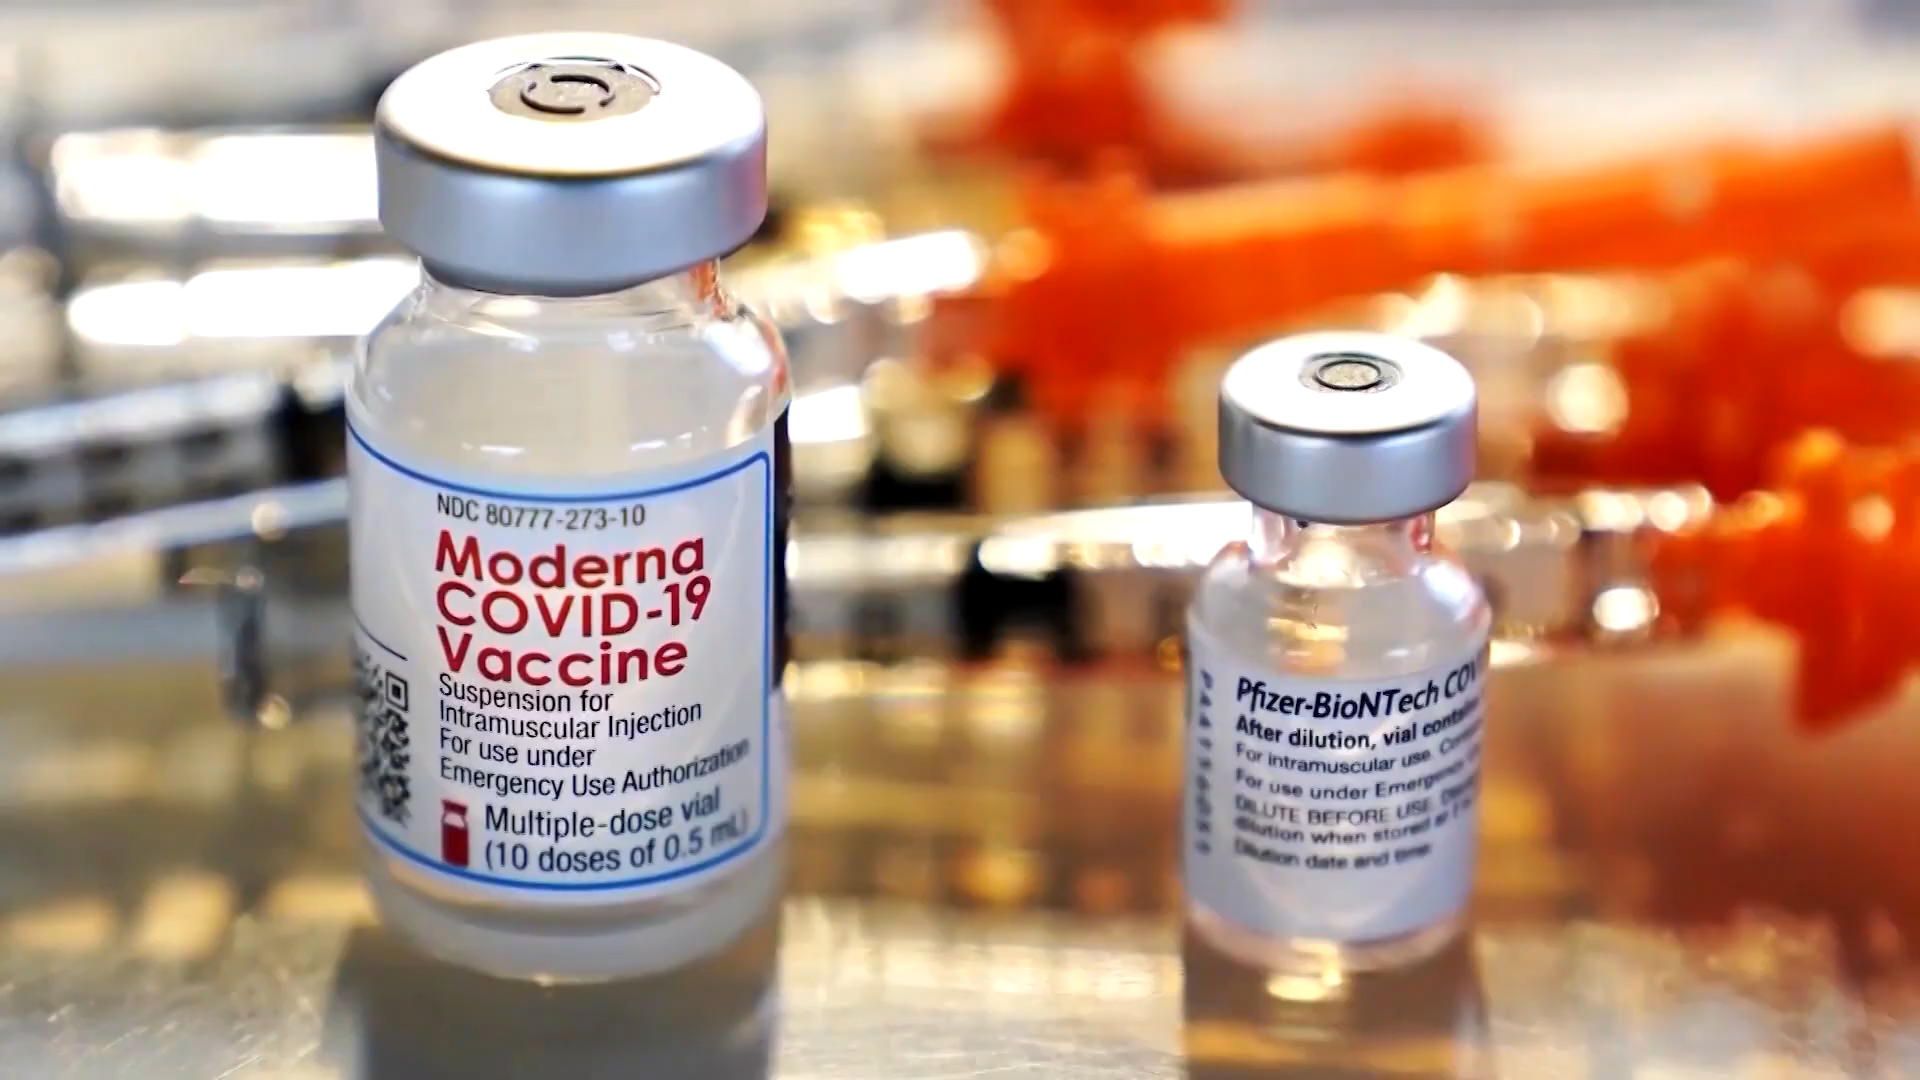 NDC 80777-273-10
Moderna
COVID-19
Vaccine
Suspension for
Intramuscular Injection
For use under
Emergency Use Authorization
Multiple-dose vial
(10 doses of 0.5 mL)
Pfizer-BioNTech COV
After dilution, vial
For intramuscular use.
For use under Emergency
DILUTE BEFORE USE.
dilution when stored
Dilution date and time